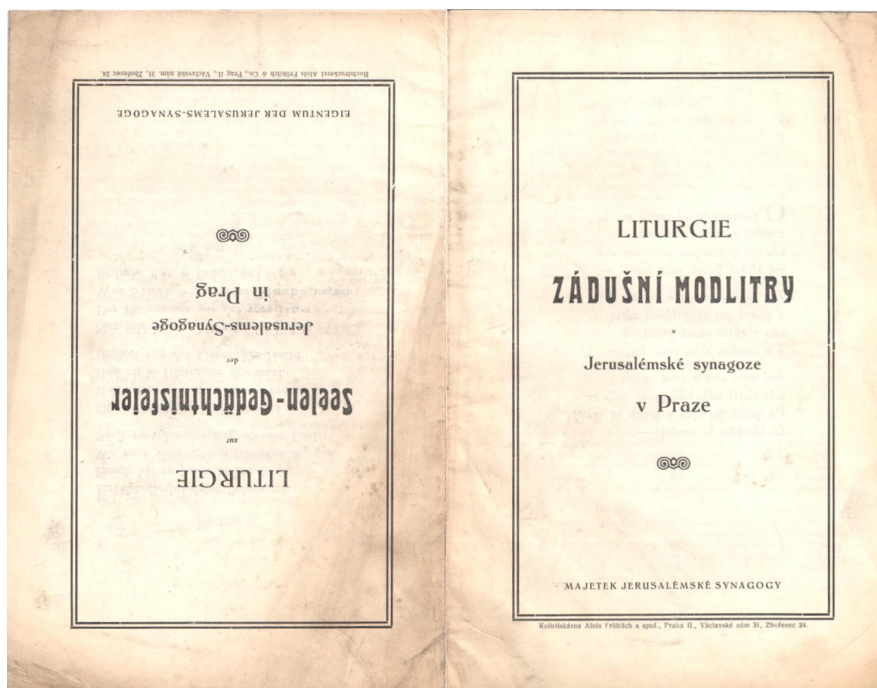 LITURGIE
ZÁDUŠNÍ MODLITBY
v
Jerusalémské synagoze
v Praze
MAJETEK JERUSALÉMSKÉ SYNAGOGY
Knihtiskárna Alois Fröhlich a spol., Praha II., Václavské nám 31, Zbořenec 24.
LITURGIE
zur
Seelen-Gedächtnisfeier
der
Jerusalems-Synagoge
in Prag
EIGENTUM DER JERUSALEMS-SYNAGOGE
Buchdruckerei Alois Fröhlich & Co., Prag II., Václavské nám. 31, Zbořenec 24.